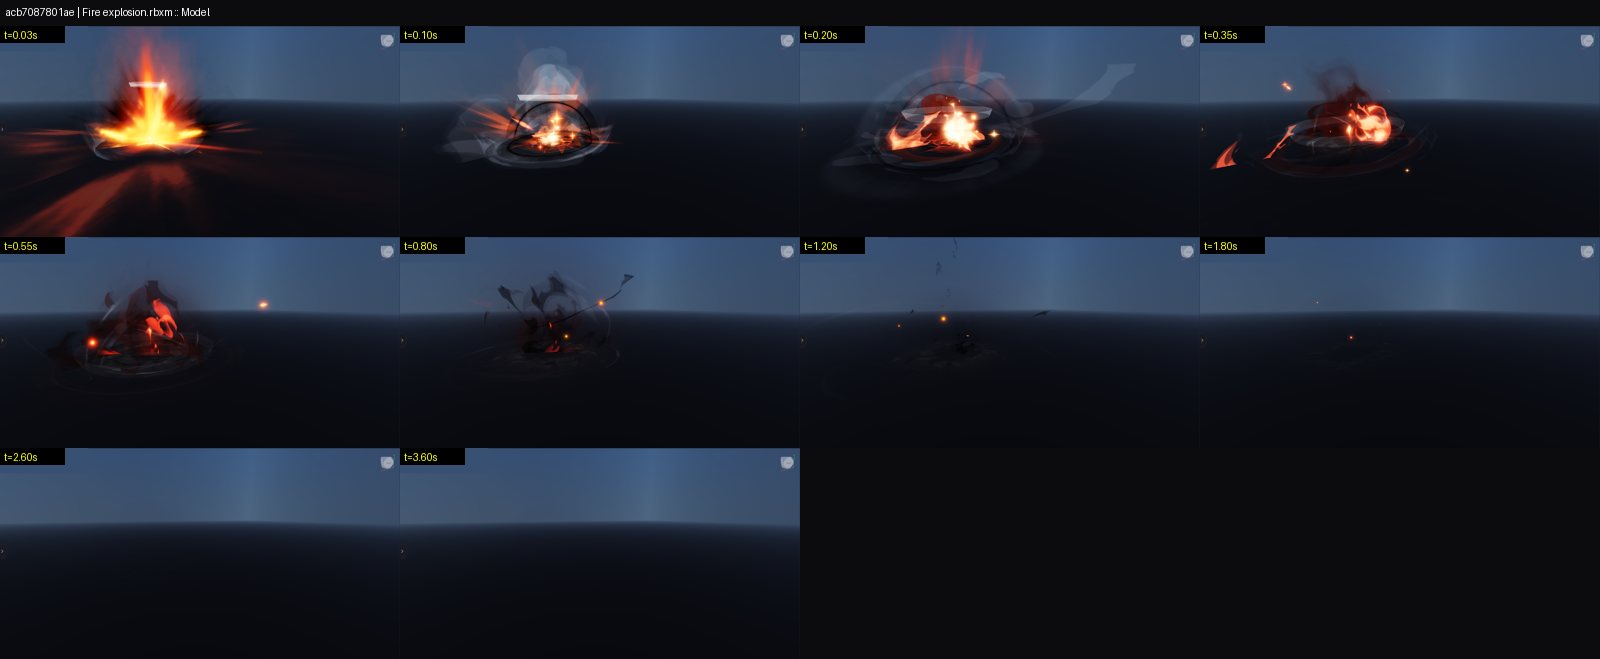 acb7087801ae | Fire explosion.rbxm :: Model
t=0.03s
t=0.10s
t=0.20s
t=0.35s
t=0.55s
t=0.80s
t=1.20s
t=1.80s
t=2.60s
t=3.60s